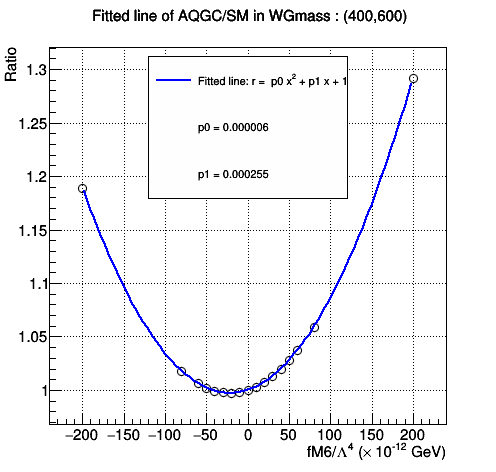 Fitted line of AQGC/SM in WGmass : (400,600)
Ratio
Fitted line: r = p0 x² + p1 x + 1
p0 = 0.000006
p1 = 0.000255
1.3
1.25
1.2
1.15
1.1
1.05
1
−200 −150 −100 −50 0 50 100 150 200
fM6/Λ⁴ (× 10⁻¹² GeV)